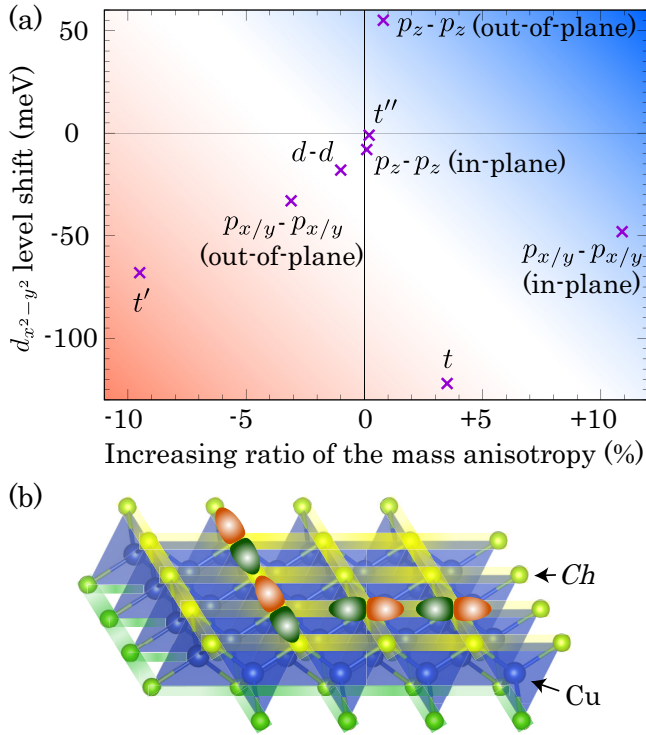 (a)
50
0
-50
-100
d_{x^2-y^2} level shift (meV)
p_z - p_z (out-of-plane)
t''
d-d
p_z - p_z (in-plane)
p_{x/y} - p_{x/y}
(out-of-plane)
p_{x/y} - p_{x/y}
(in-plane)
t'
t
-10
-5
0
+5
+10
Increasing ratio of the mass anisotropy (%)
(b)
Ch
Cu